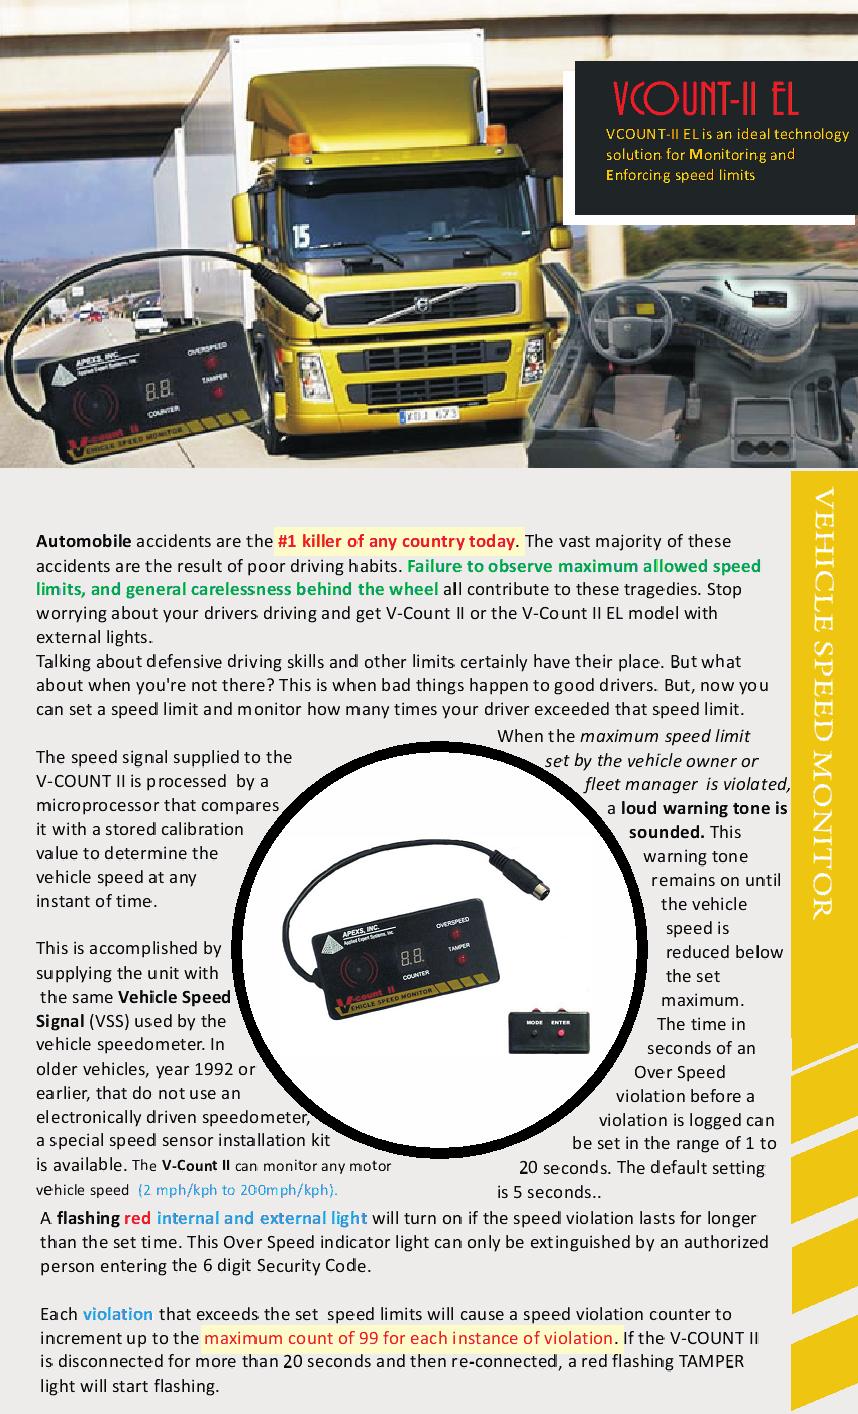 VCOUNT-II EL
VCOUNT-II EL is an ideal technology
solution for Monitoring and
Enforcing speed limits
15
APEXS, INC.
Applied Expert Systems, Inc.
OVERSPEED
TAMPER
COUNTER
V-count II
VEHICLE SPEED MONITOR
VEHICLE SPEED MONITOR
Automobile accidents are the #1 killer of any country today. The vast majority of these
accidents are the result of poor driving habits. Failure to observe maximum allowed speed
limits, and general carelessness behind the wheel all contribute to these tragedies. Stop
worrying about your drivers driving and get V-Count II or the V-Count II EL model with
external lights.
Talking about defensive driving skills and other limits certainly have their place. But what
about when you're not there? This is when bad things happen to good drivers. But, now you
can set a speed limit and monitor how many times your driver exceeded that speed limit.
The speed signal supplied to the
V-COUNT II is processed by a
microprocessor that compares
it with a stored calibration
value to determine the
vehicle speed at any
instant of time.
This is accomplished by
supplying the unit with
the same Vehicle Speed
Signal (VSS) used by the
vehicle speedometer. In
older vehicles, year 1992 or
earlier, that do not use an
electronically driven speedometer,
a special speed sensor installation kit
is available. The V-Count II can monitor any motor
vehicle speed (2 mph/kph to 200mph/kph).
APEXS, INC.
Applied Expert Systems, Inc.
OVERSPEED
TAMPER
COUNTER
V-count II
VEHICLE SPEED MONITOR
MODE ENTER
When the maximum speed limit
set by the vehicle owner or
fleet manager is violated,
a loud warning tone is
sounded. This
warning tone
remains on until
the vehicle
speed is
reduced below
the set
maximum.
The time in
seconds of an
Over Speed
violation before a
violation is logged can
be set in the range of 1 to
20 seconds. The default setting
is 5 seconds..
A flashing red internal and external light will turn on if the speed violation lasts for longer
than the set time. This Over Speed indicator light can only be extinguished by an authorized
person entering the 6 digit Security Code.
Each violation that exceeds the set speed limits will cause a speed violation counter to
increment up to the maximum count of 99 for each instance of violation. If the V-COUNT II
is disconnected for more than 20 seconds and then re-connected, a red flashing TAMPER
light will start flashing.